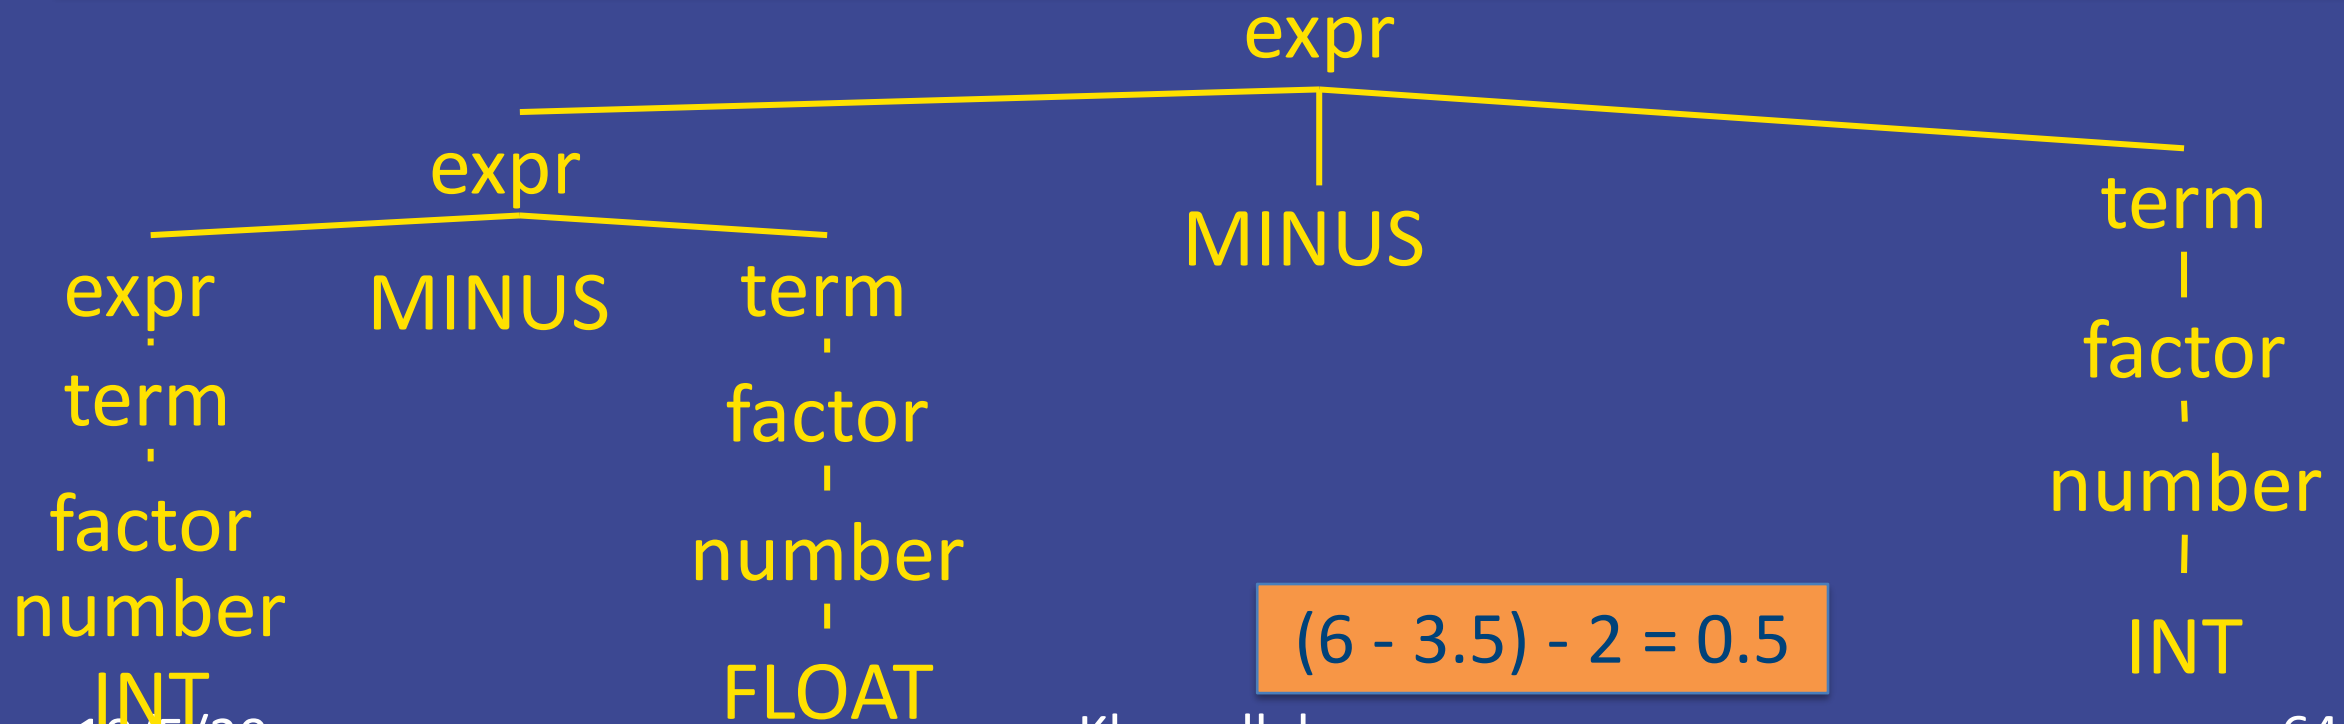 expr
expr
MINUS
term
expr
MINUS
term
factor
term
factor
number
factor
number
INT
number
FLOAT
INT
(6 - 3.5) - 2 = 0.5